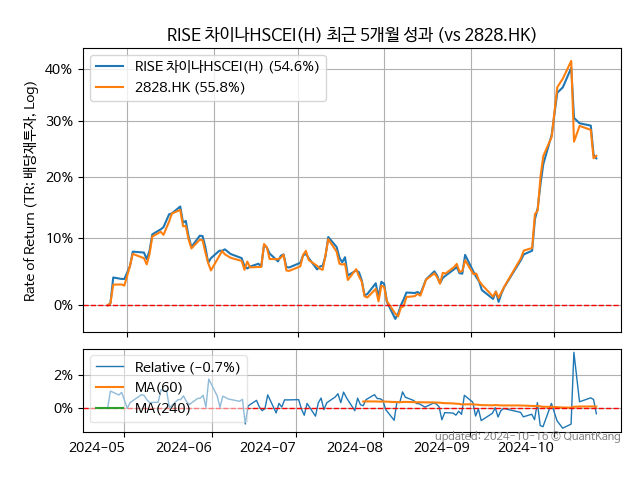 RISE 차이나HSCEI(H) 최근 5개월 성과 (vs 2828.HK)
Rate of Return (TR: 배당재투자, Log)
40%
30%
20%
10%
0%
RISE 차이나HSCEI(H) (54.6%)
2828.HK (55.8%)
2%
0%
Relative (-0.7%)
MA(60)
MA(240)
2024-05
2024-06
2024-07
2024-08
2024-09
2024-10
updated: 2024-10-16 © QuantKang